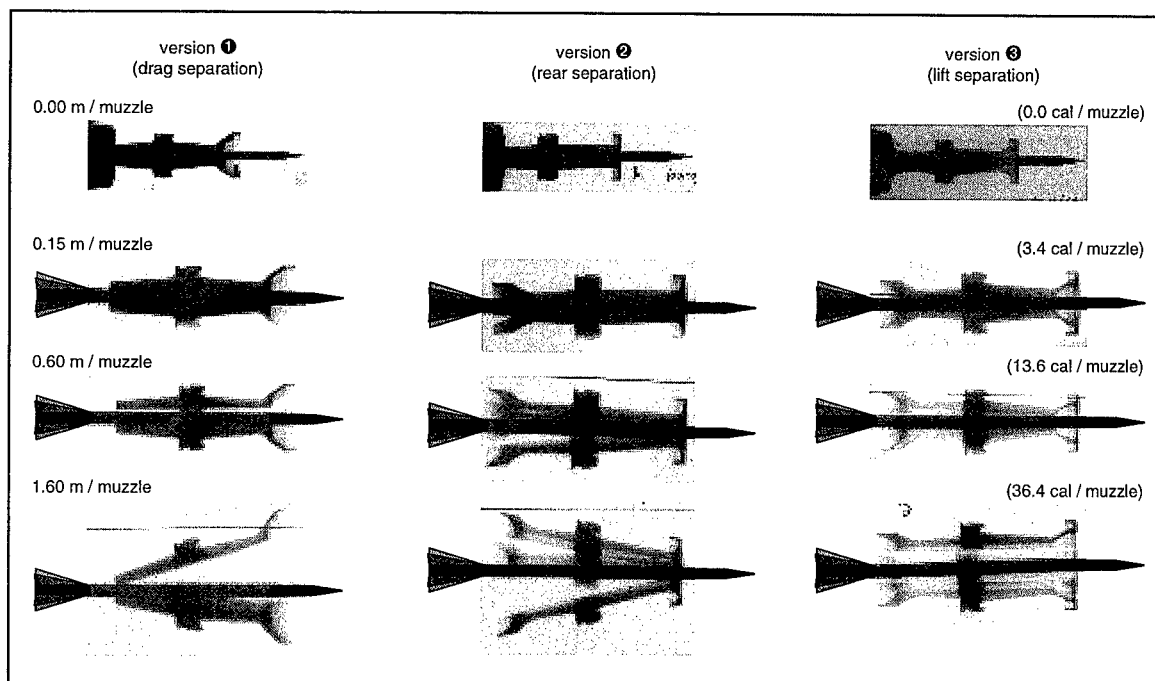 version ❶
(drag separation)
version ❷
(rear separation)
version ❸
(lift separation)
0.00 m / muzzle
(0.0 cal / muzzle)
0.15 m / muzzle
(3.4 cal / muzzle)
0.60 m / muzzle
(13.6 cal / muzzle)
1.60 m / muzzle
(36.4 cal / muzzle)